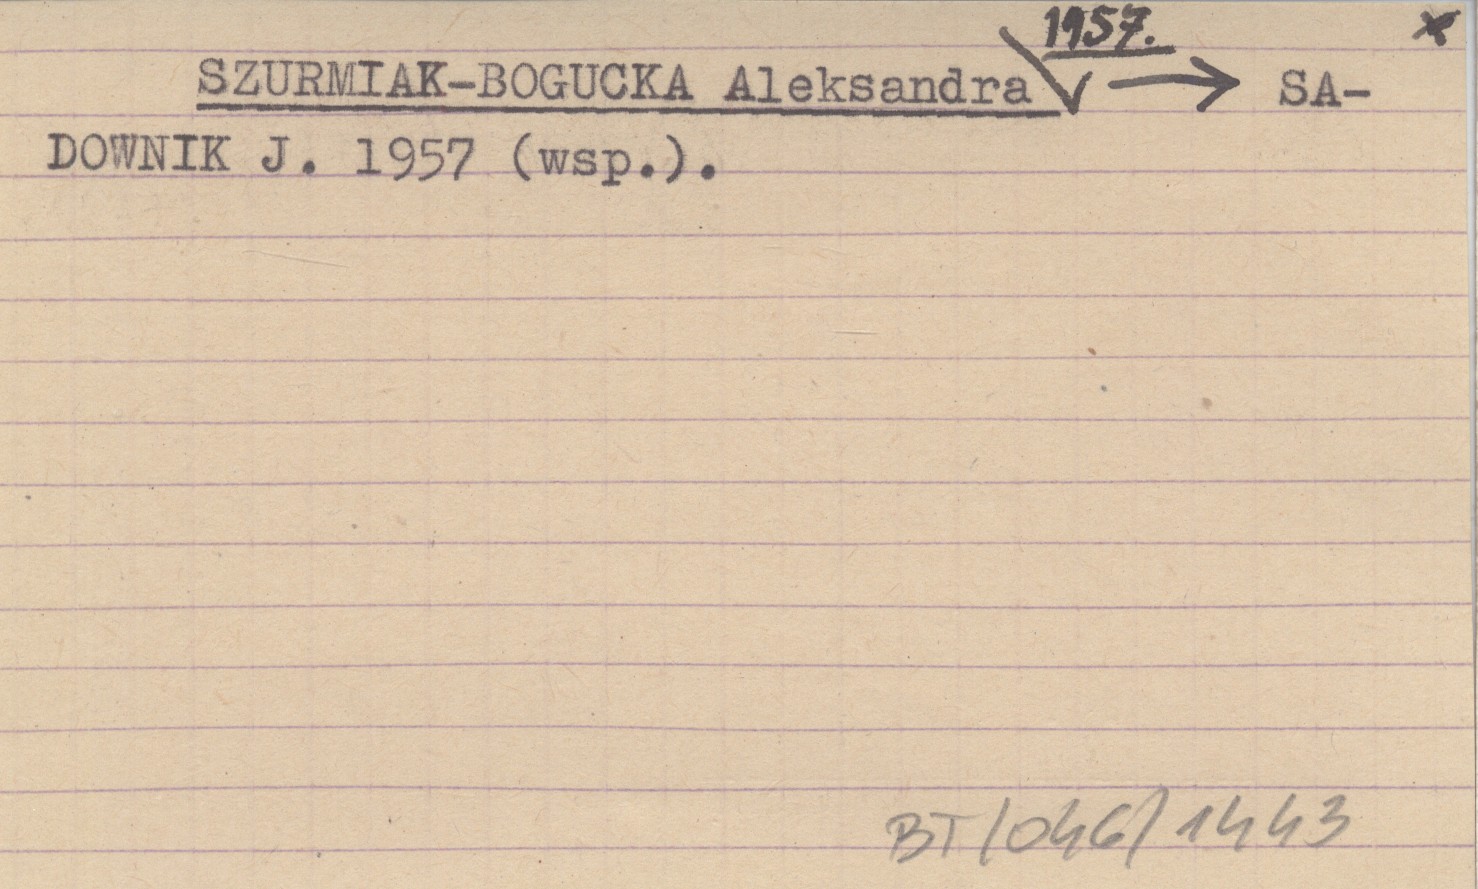 1957.
SZURMIAK-BOGUCKA Aleksandra → SA-
DOWNIK J. 1957 (wsp.).
BT/046/1443